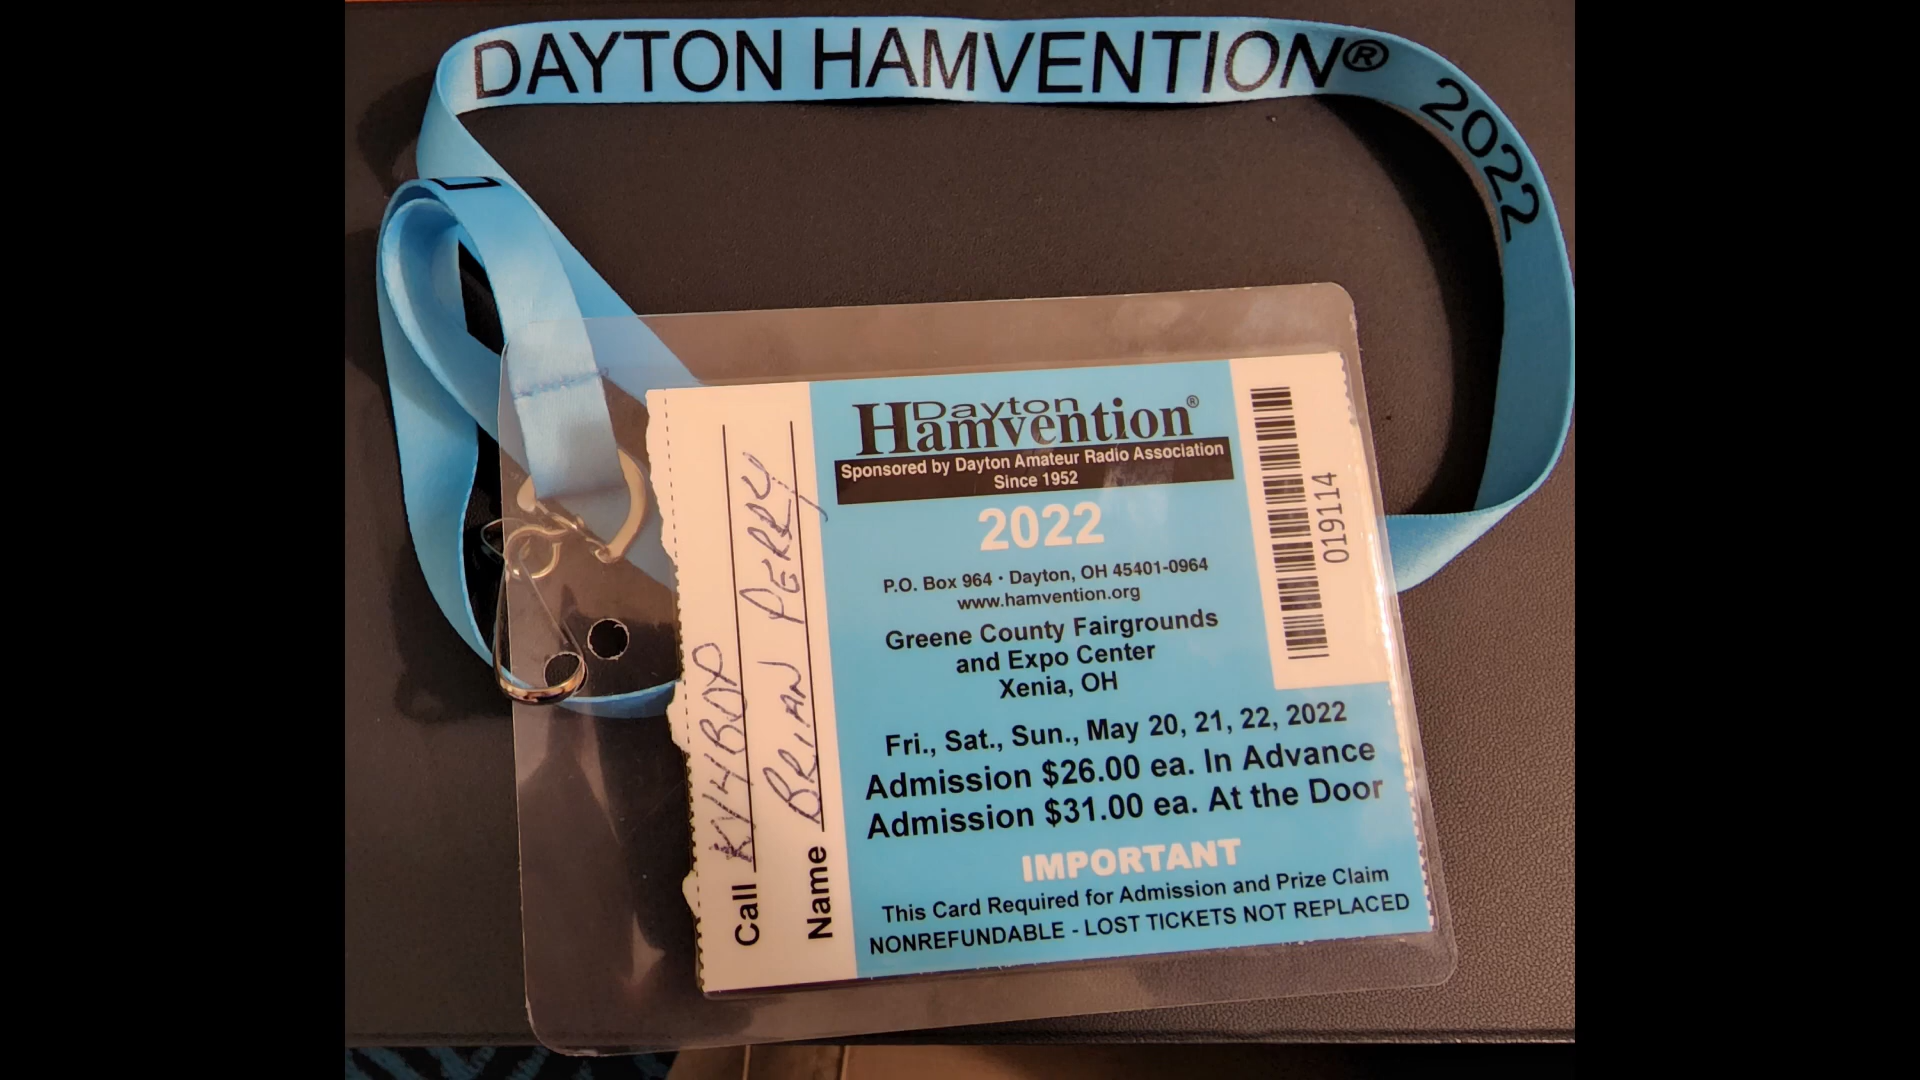 DAYTON HAMVENTION® 2022
Dayton
Hamvention®
Sponsored by Dayton Amateur Radio Association
Since 1952
2022
P.O. Box 964 · Dayton, OH 45401-0964
www.hamvention.org
Greene County Fairgrounds
and Expo Center
Xenia, OH
Fri., Sat., Sun., May 20, 21, 22, 2022
Admission $26.00 ea. In Advance
Admission $31.00 ea. At the Door
IMPORTANT
This Card Required for Admission and Prize Claim
NONREFUNDABLE - LOST TICKETS NOT REPLACED
Call
Name BRIAN PERRY
019114